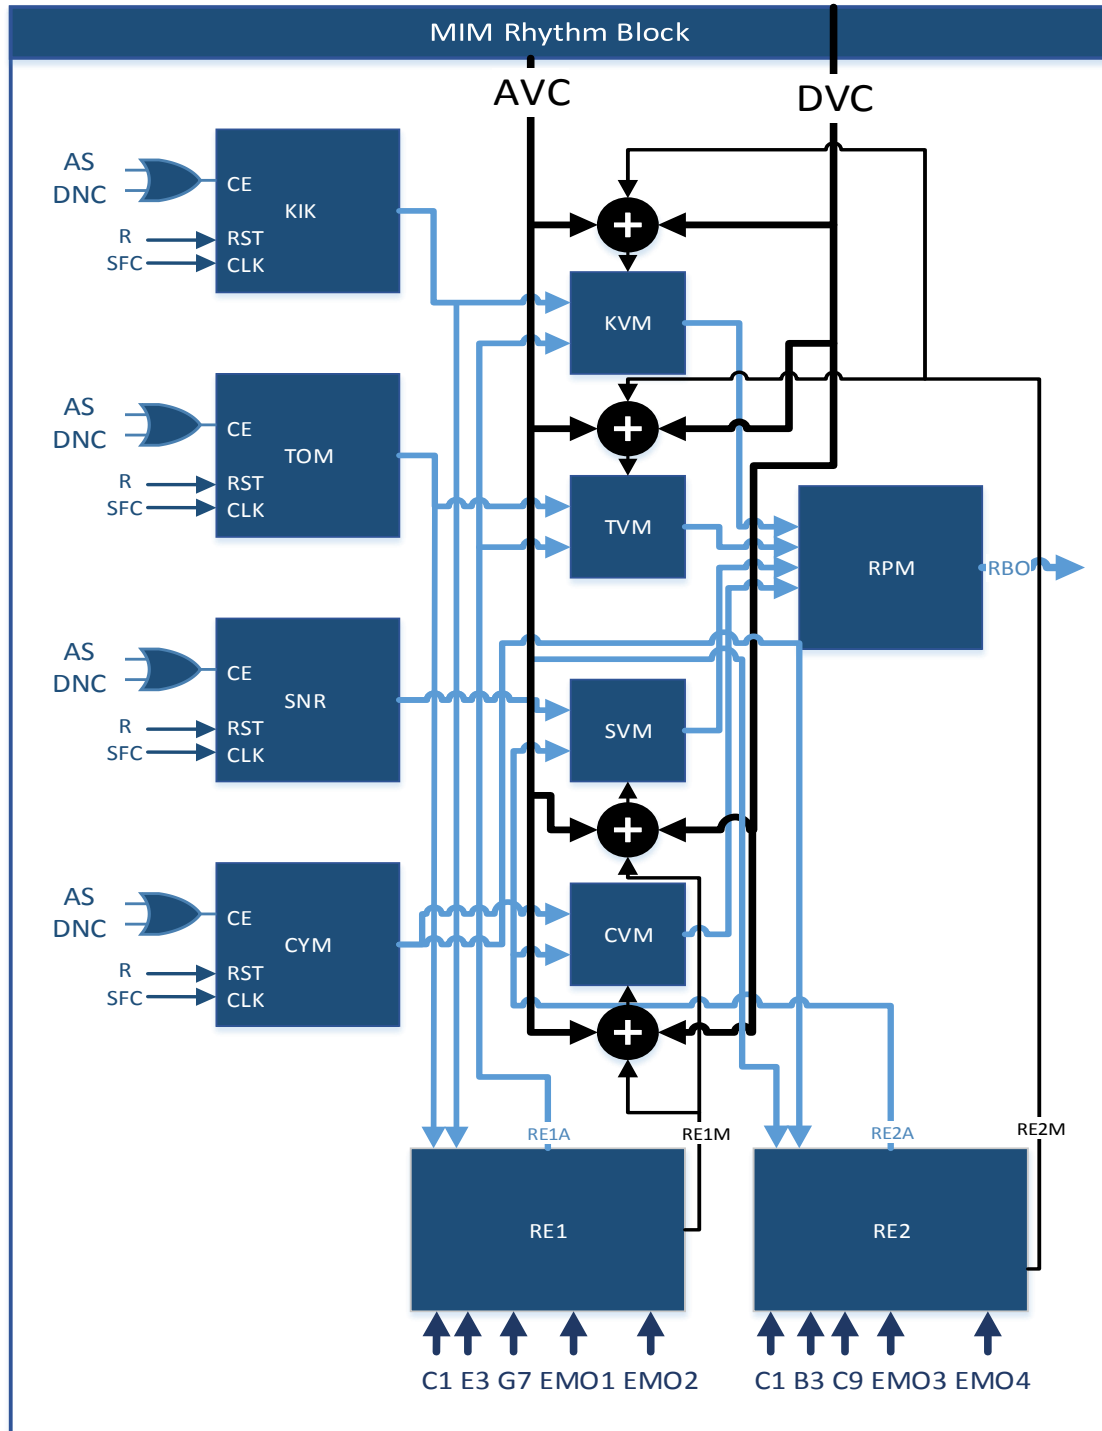 MIM Rhythm Block
AVC
DVC
AS
DNC
R
SFC
CE
RST
CLK
KIK
KVM
AS
DNC
R
SFC
CE
RST
CLK
TOM
TVM
RPM
RBO
AS
DNC
R
SFC
CE
RST
CLK
SNR
SVM
AS
DNC
R
SFC
CE
RST
CLK
CYM
CVM
RE1A
RE1M
RE2A
RE2M
RE1
RE2
C1 E3 G7 EMO1 EMO2
C1 B3 C9 EMO3 EMO4